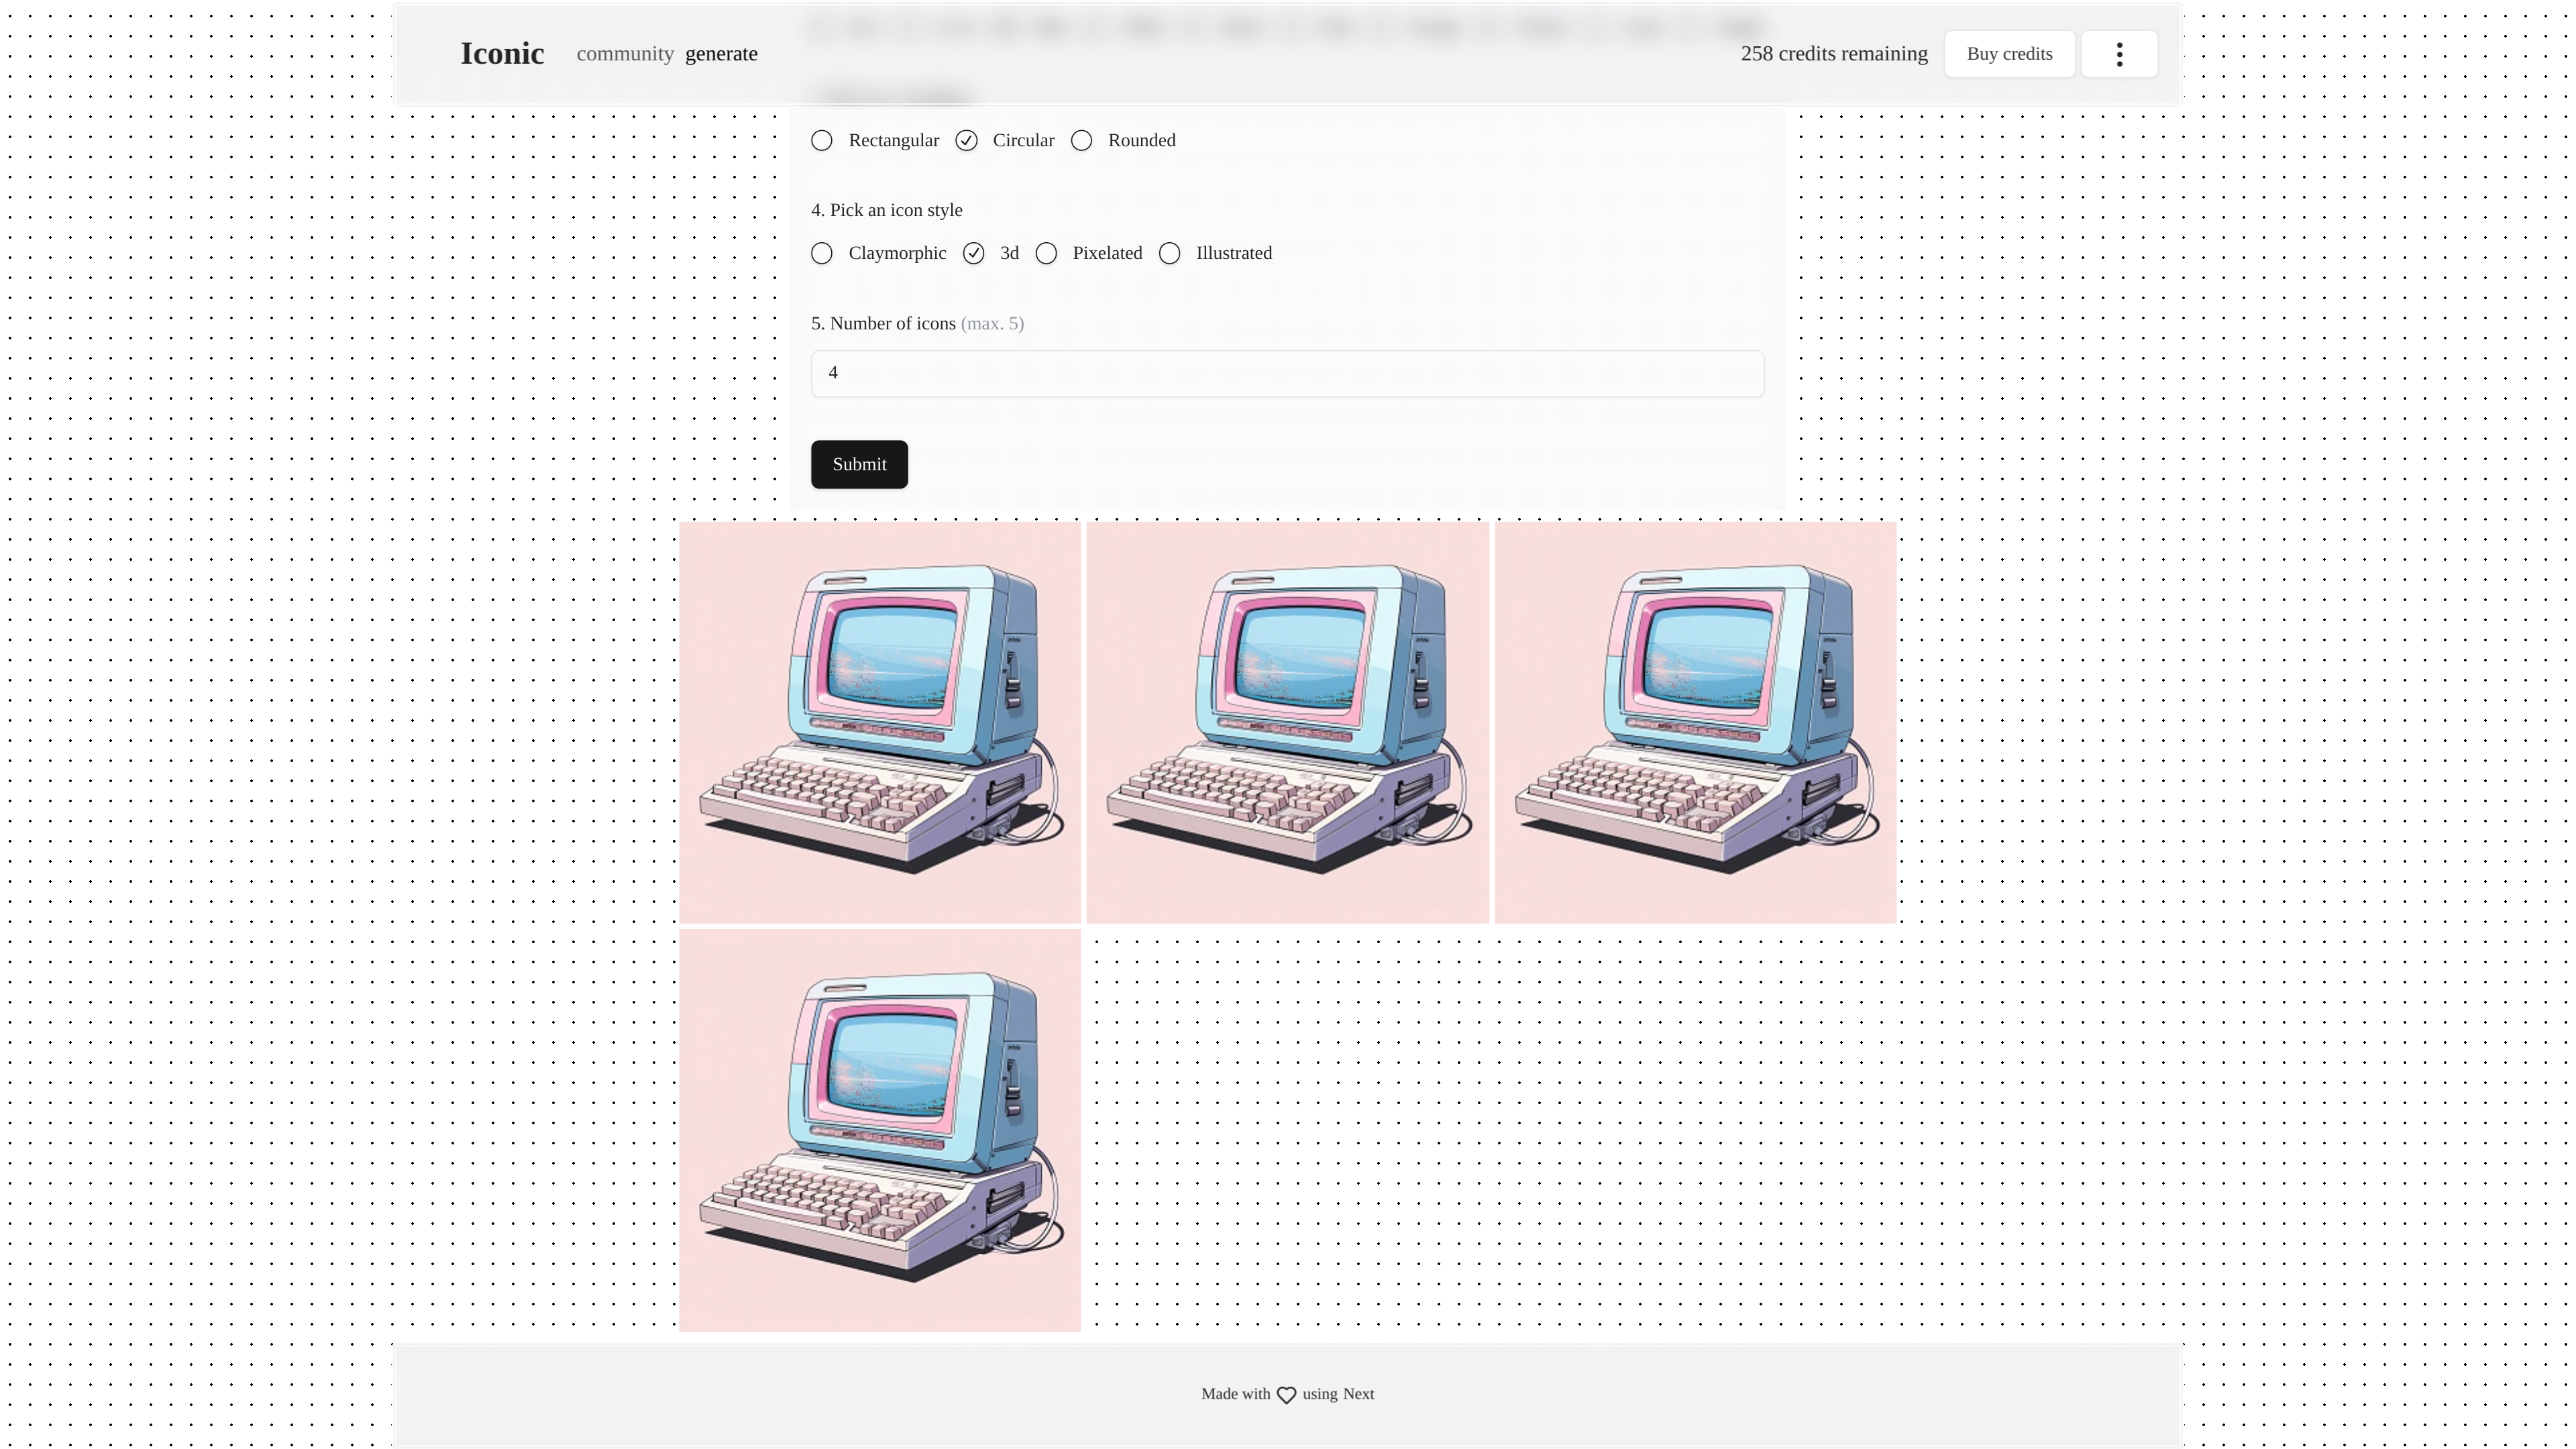 Iconic community generate 258 credits remaining Buy credits
Rectangular Circular Rounded
4. Pick an icon style
Claymorphic 3d Pixelated Illustrated
5. Number of icons (max. 5)
4
Submit
Made with using Next